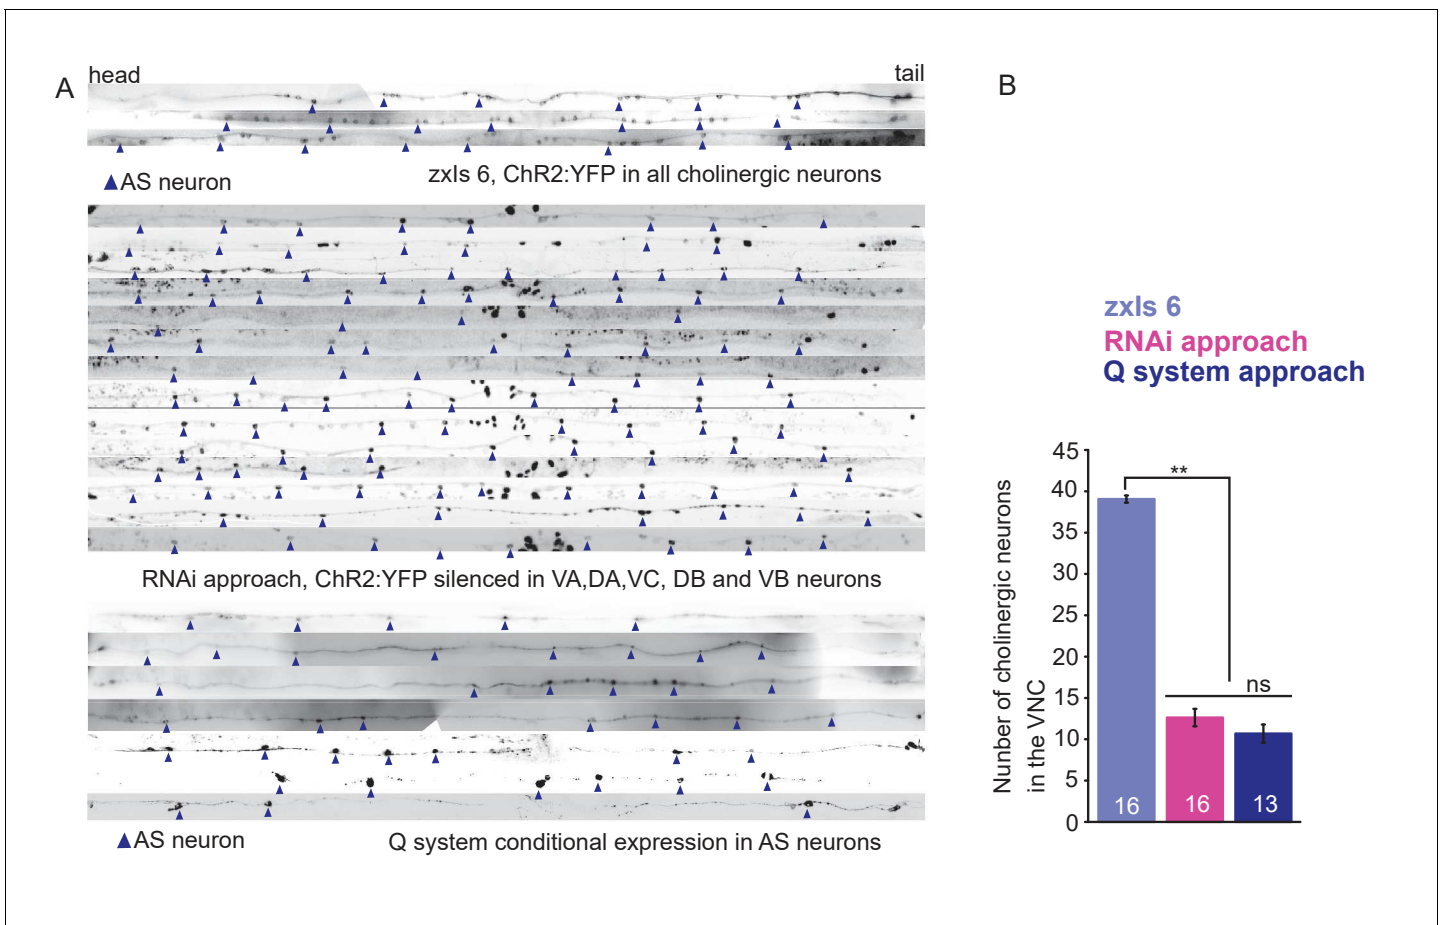 A
head
tail
zxIs 6, ChR2:YFP in all cholinergic neurons
AS neuron
RNAi approach, ChR2:YFP silenced in VA,DA,VC, DB and VB neurons
AS neuron
Q system conditional expression in AS neurons
B
zxIs 6
RNAi approach
Q system approach
Nunber of cholinergic neurons
in the VNC
45
40
35
30
25
20
15
10
5
0
**
ns
16
16
13